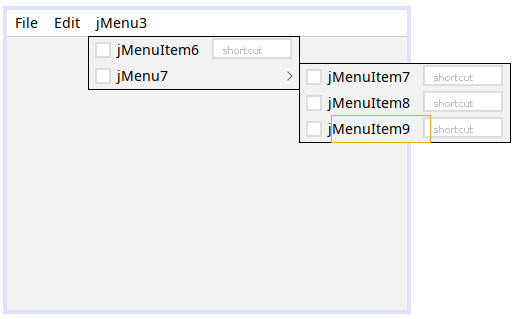 File Edit jMenu3
jMenuItem6 shortcut
jMenu7
jMenuItem7 shortcut
jMenuItem8 shortcut
jMenuItem9 shortcut